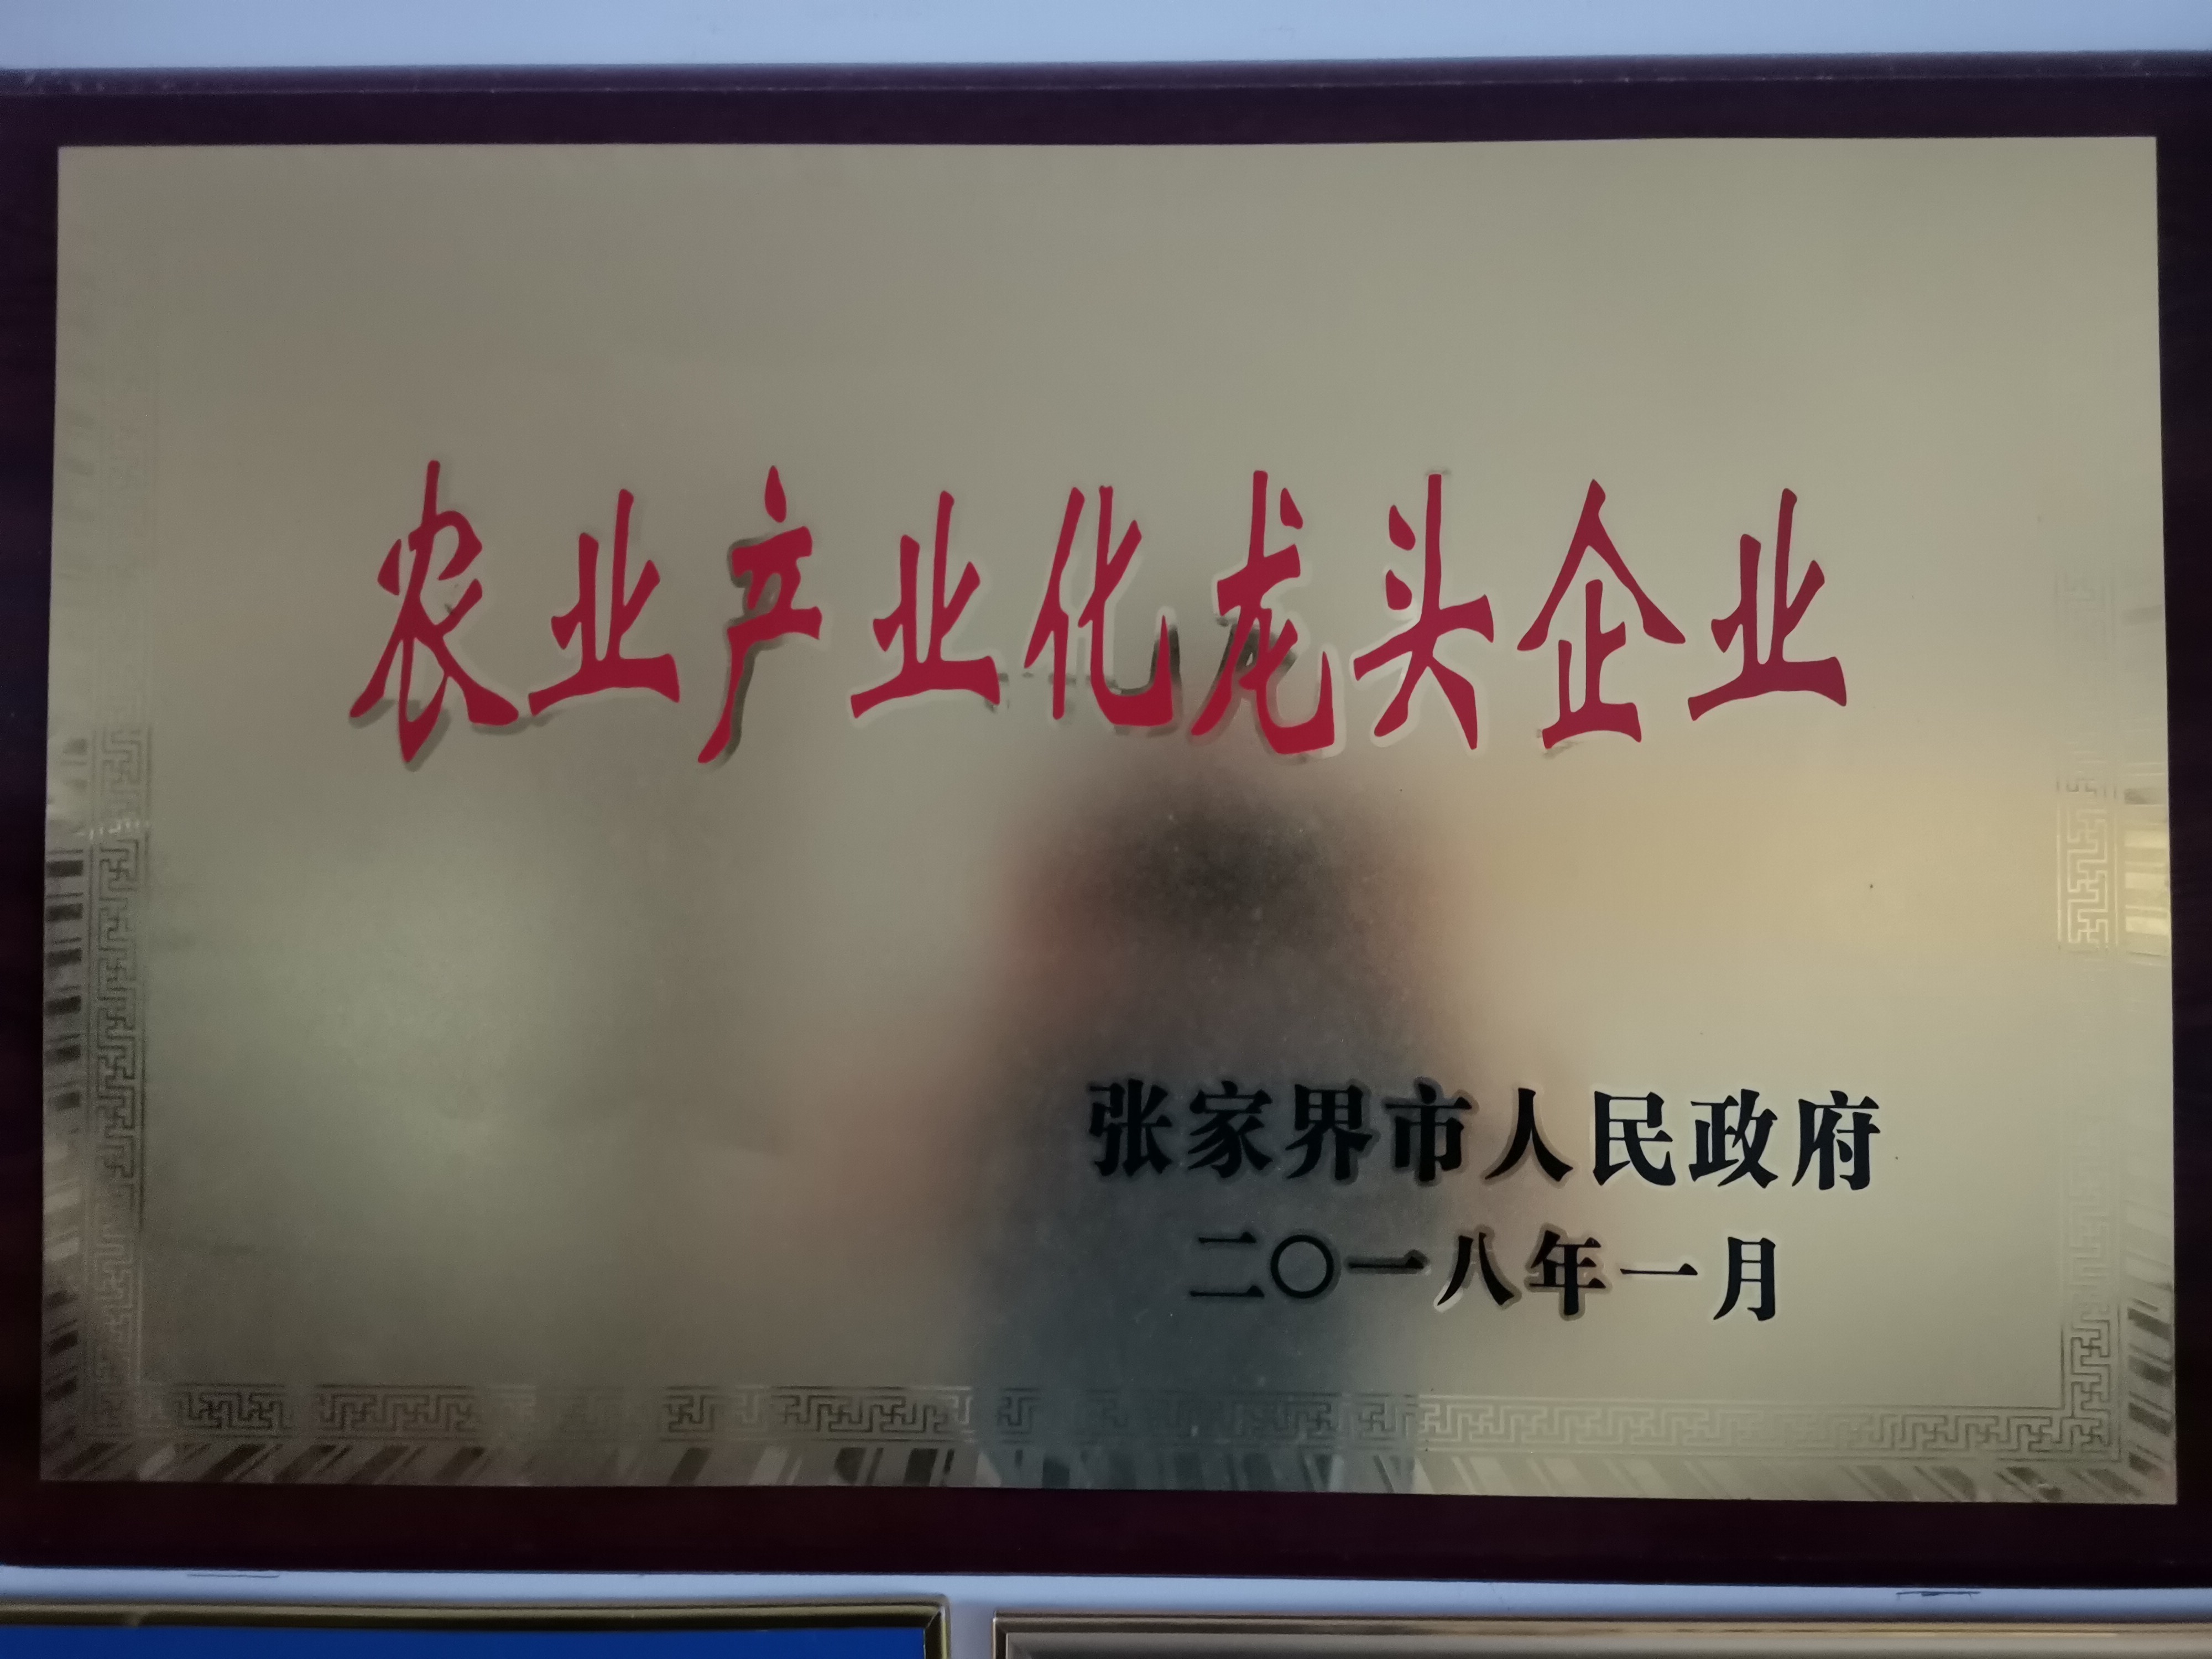 农业产业化龙头企业
张家界市人民政府
二〇一八年一月